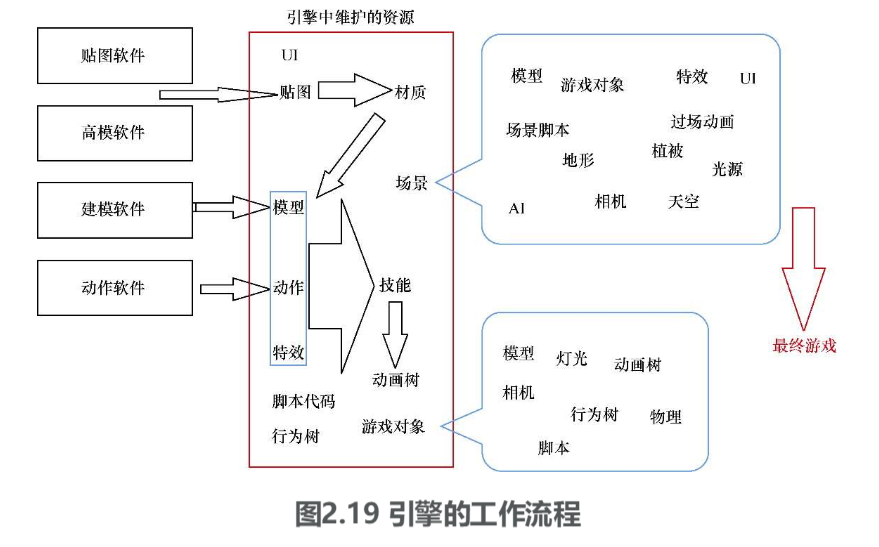 引擎中维护的资源
贴图软件
高模软件
建模软件
动作软件
UI
贴图
材质
场景
模型
动作
特效
技能
动画树
脚本代码
行为树
游戏对象
模型
游戏对象
特效
UI
场景脚本
过场动画
地形
植被
光源
AI
相机
天空
模型
灯光
动画树
相机
行为树
物理
脚本
最终游戏
图2.19 引擎的工作流程